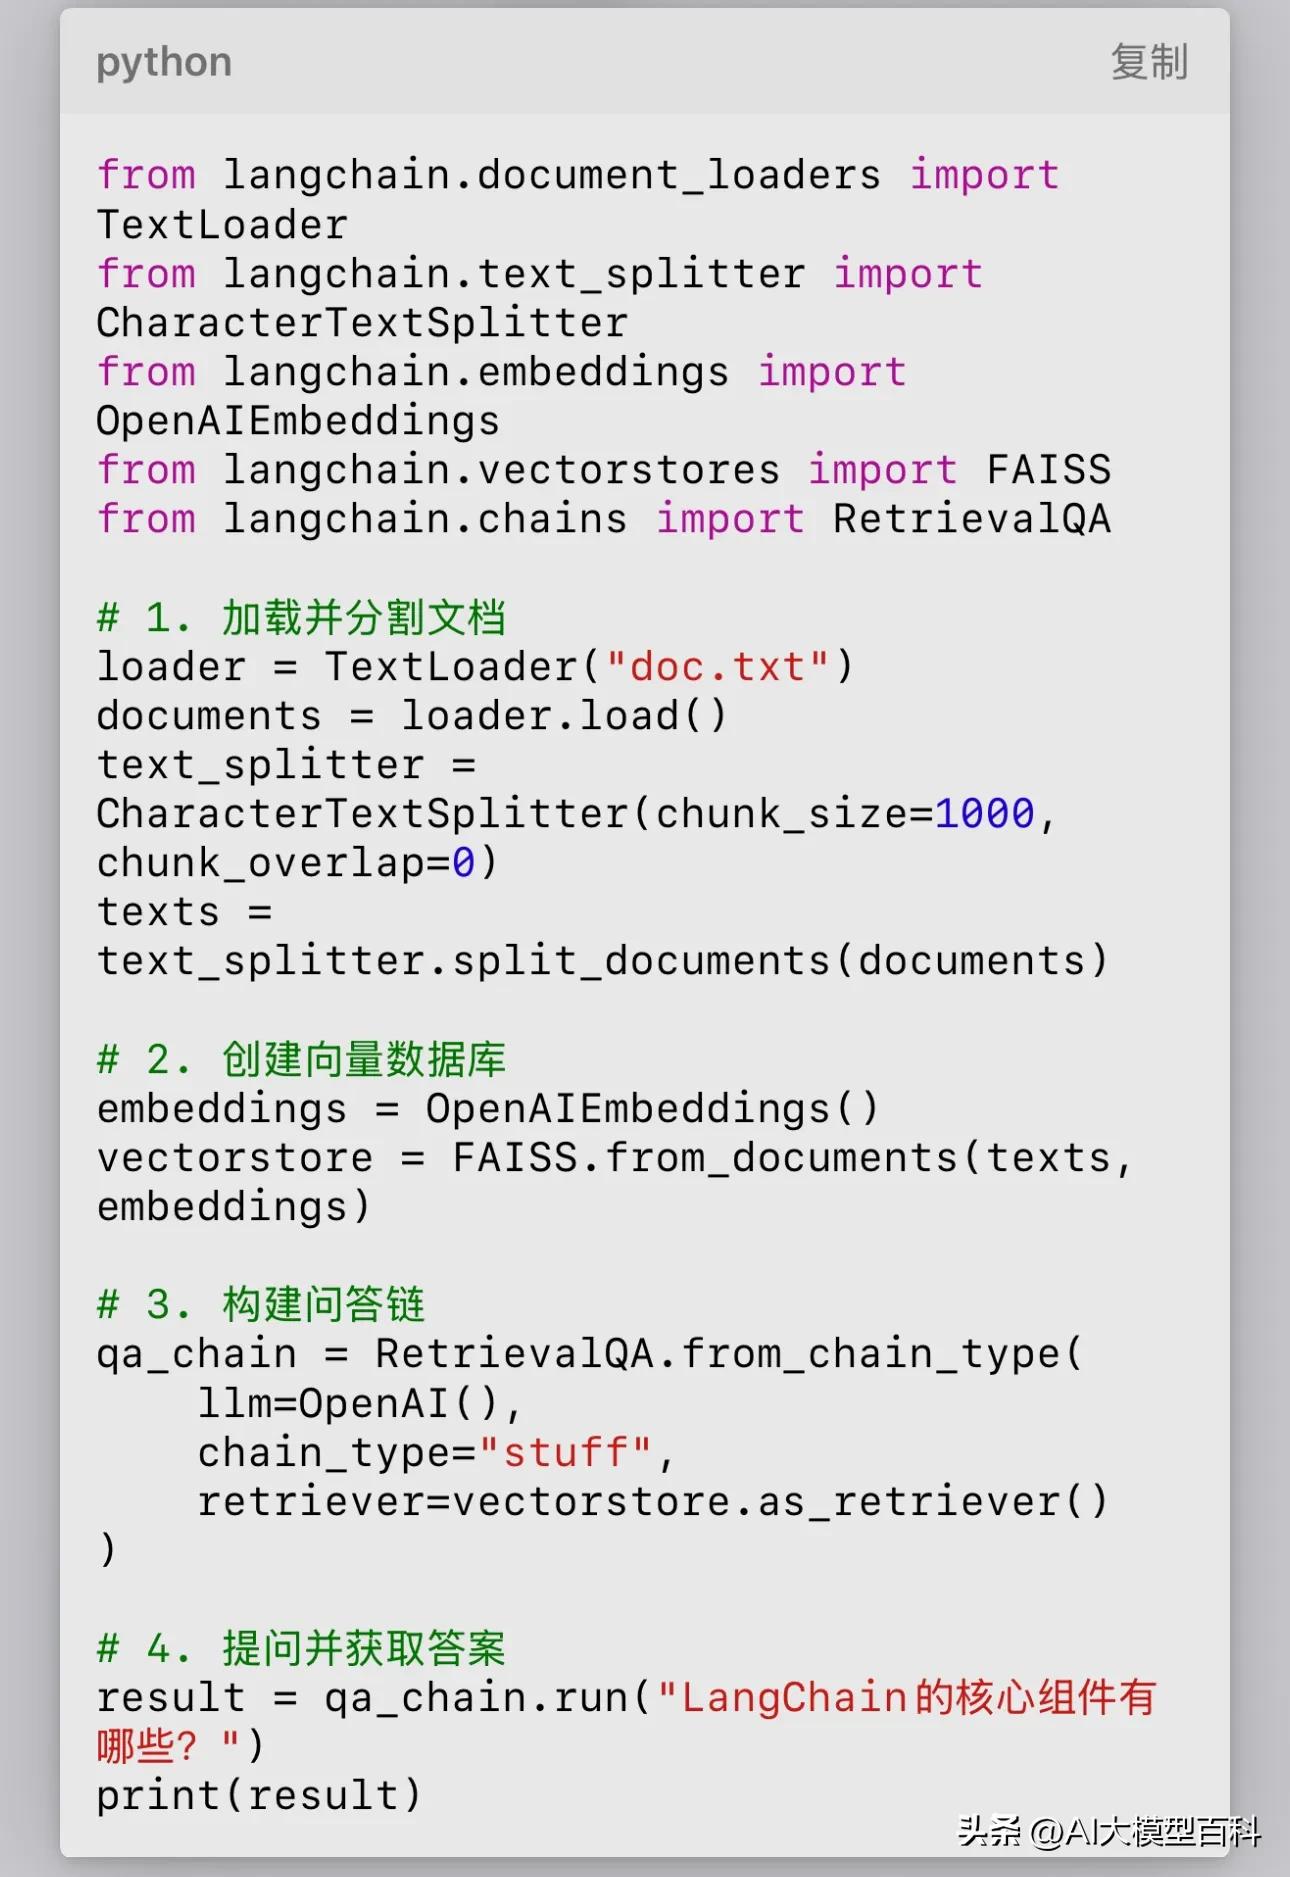 python
复制
from langchain.document_loaders import
TextLoader
from langchain.text_splitter import
CharacterTextSplitter
from langchain.embeddings import
OpenAIEmbeddings
from langchain.vectorstores import FAISS
from langchain.chains import RetrievalQA
# 1. 加载并分割文档
loader = TextLoader("doc.txt")
documents = loader.load()
text_splitter =
CharacterTextSplitter(chunk_size=1000,
chunk_overlap=0)
texts =
text_splitter.split_documents(documents)
# 2. 创建向量数据库
embeddings = OpenAIEmbeddings()
vectorstore = FAISS.from_documents(texts,
embeddings)
# 3. 构建问答链
qa_chain = RetrievalQA.from_chain_type(
    llm=OpenAI(),
    chain_type="stuff",
    retriever=vectorstore.as_retriever()
)
# 4. 提问并获取答案
result = qa_chain.run("LangChain的核心组件有
哪些？")
print(result)
头条 @AI大模型百科